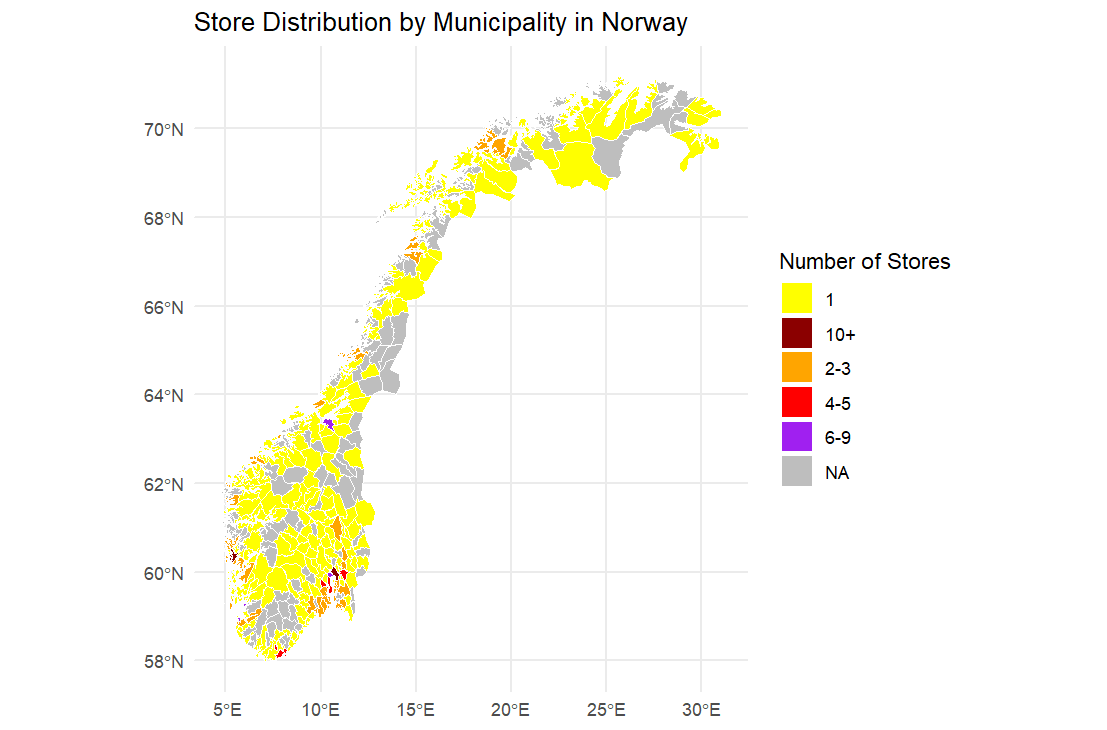 Store Distribution by Municipality in Norway
70°N
68°N
66°N
64°N
62°N
60°N
58°N
5°E
10°E
15°E
20°E
25°E
30°E
Number of Stores
1
10+
2-3
4-5
6-9
NA